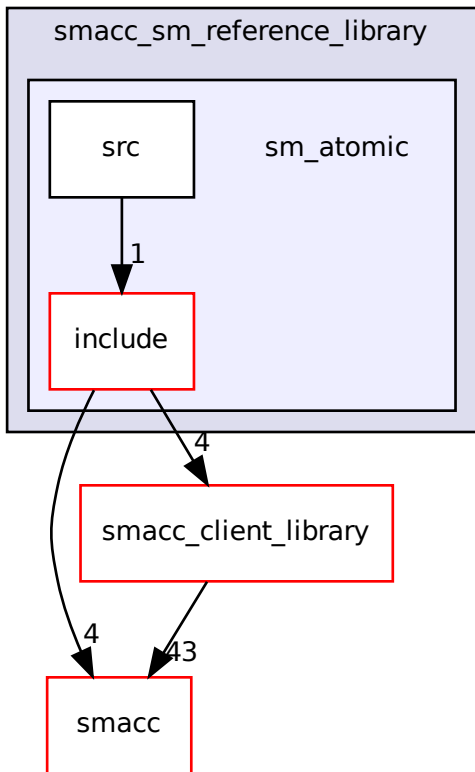 smacc_sm_reference_library
src
sm_atomic
1
include
4
smacc_client_library
4
43
smacc